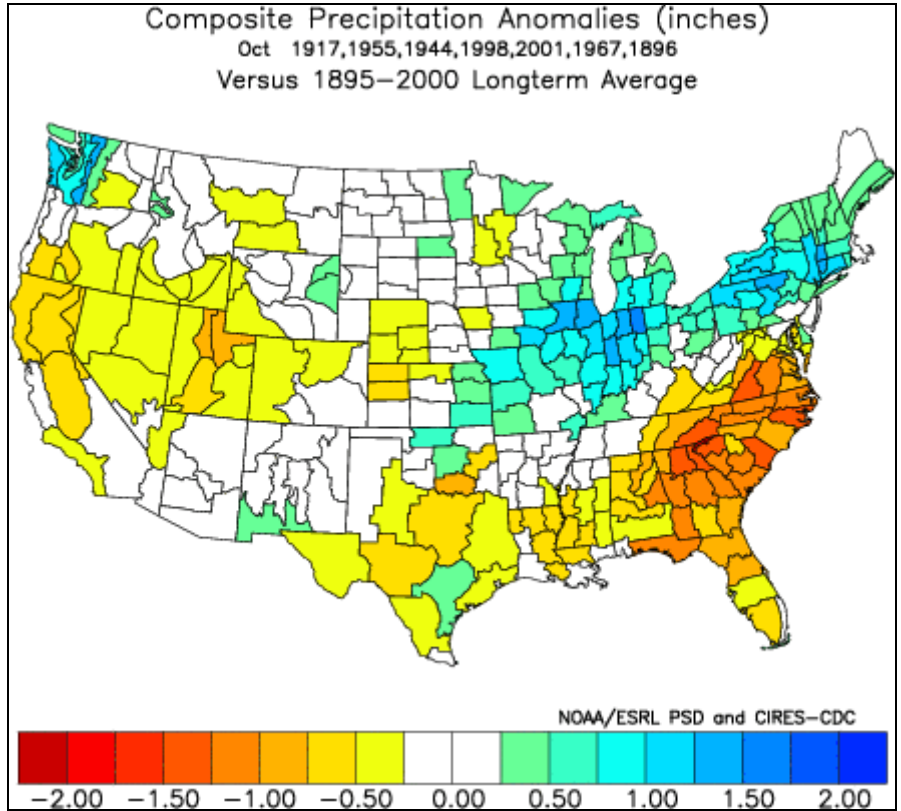 Composite Precipitation Anomalies (inches)
Oct 1917,1955,1944,1998,2001,1967,1896
Versus 1895−2000 Longterm Average
NOAA/ESRL PSD and CIRES−CDC
−2.00 −1.50 −1.00 −0.50 0.00 0.50 1.00 1.50 2.00